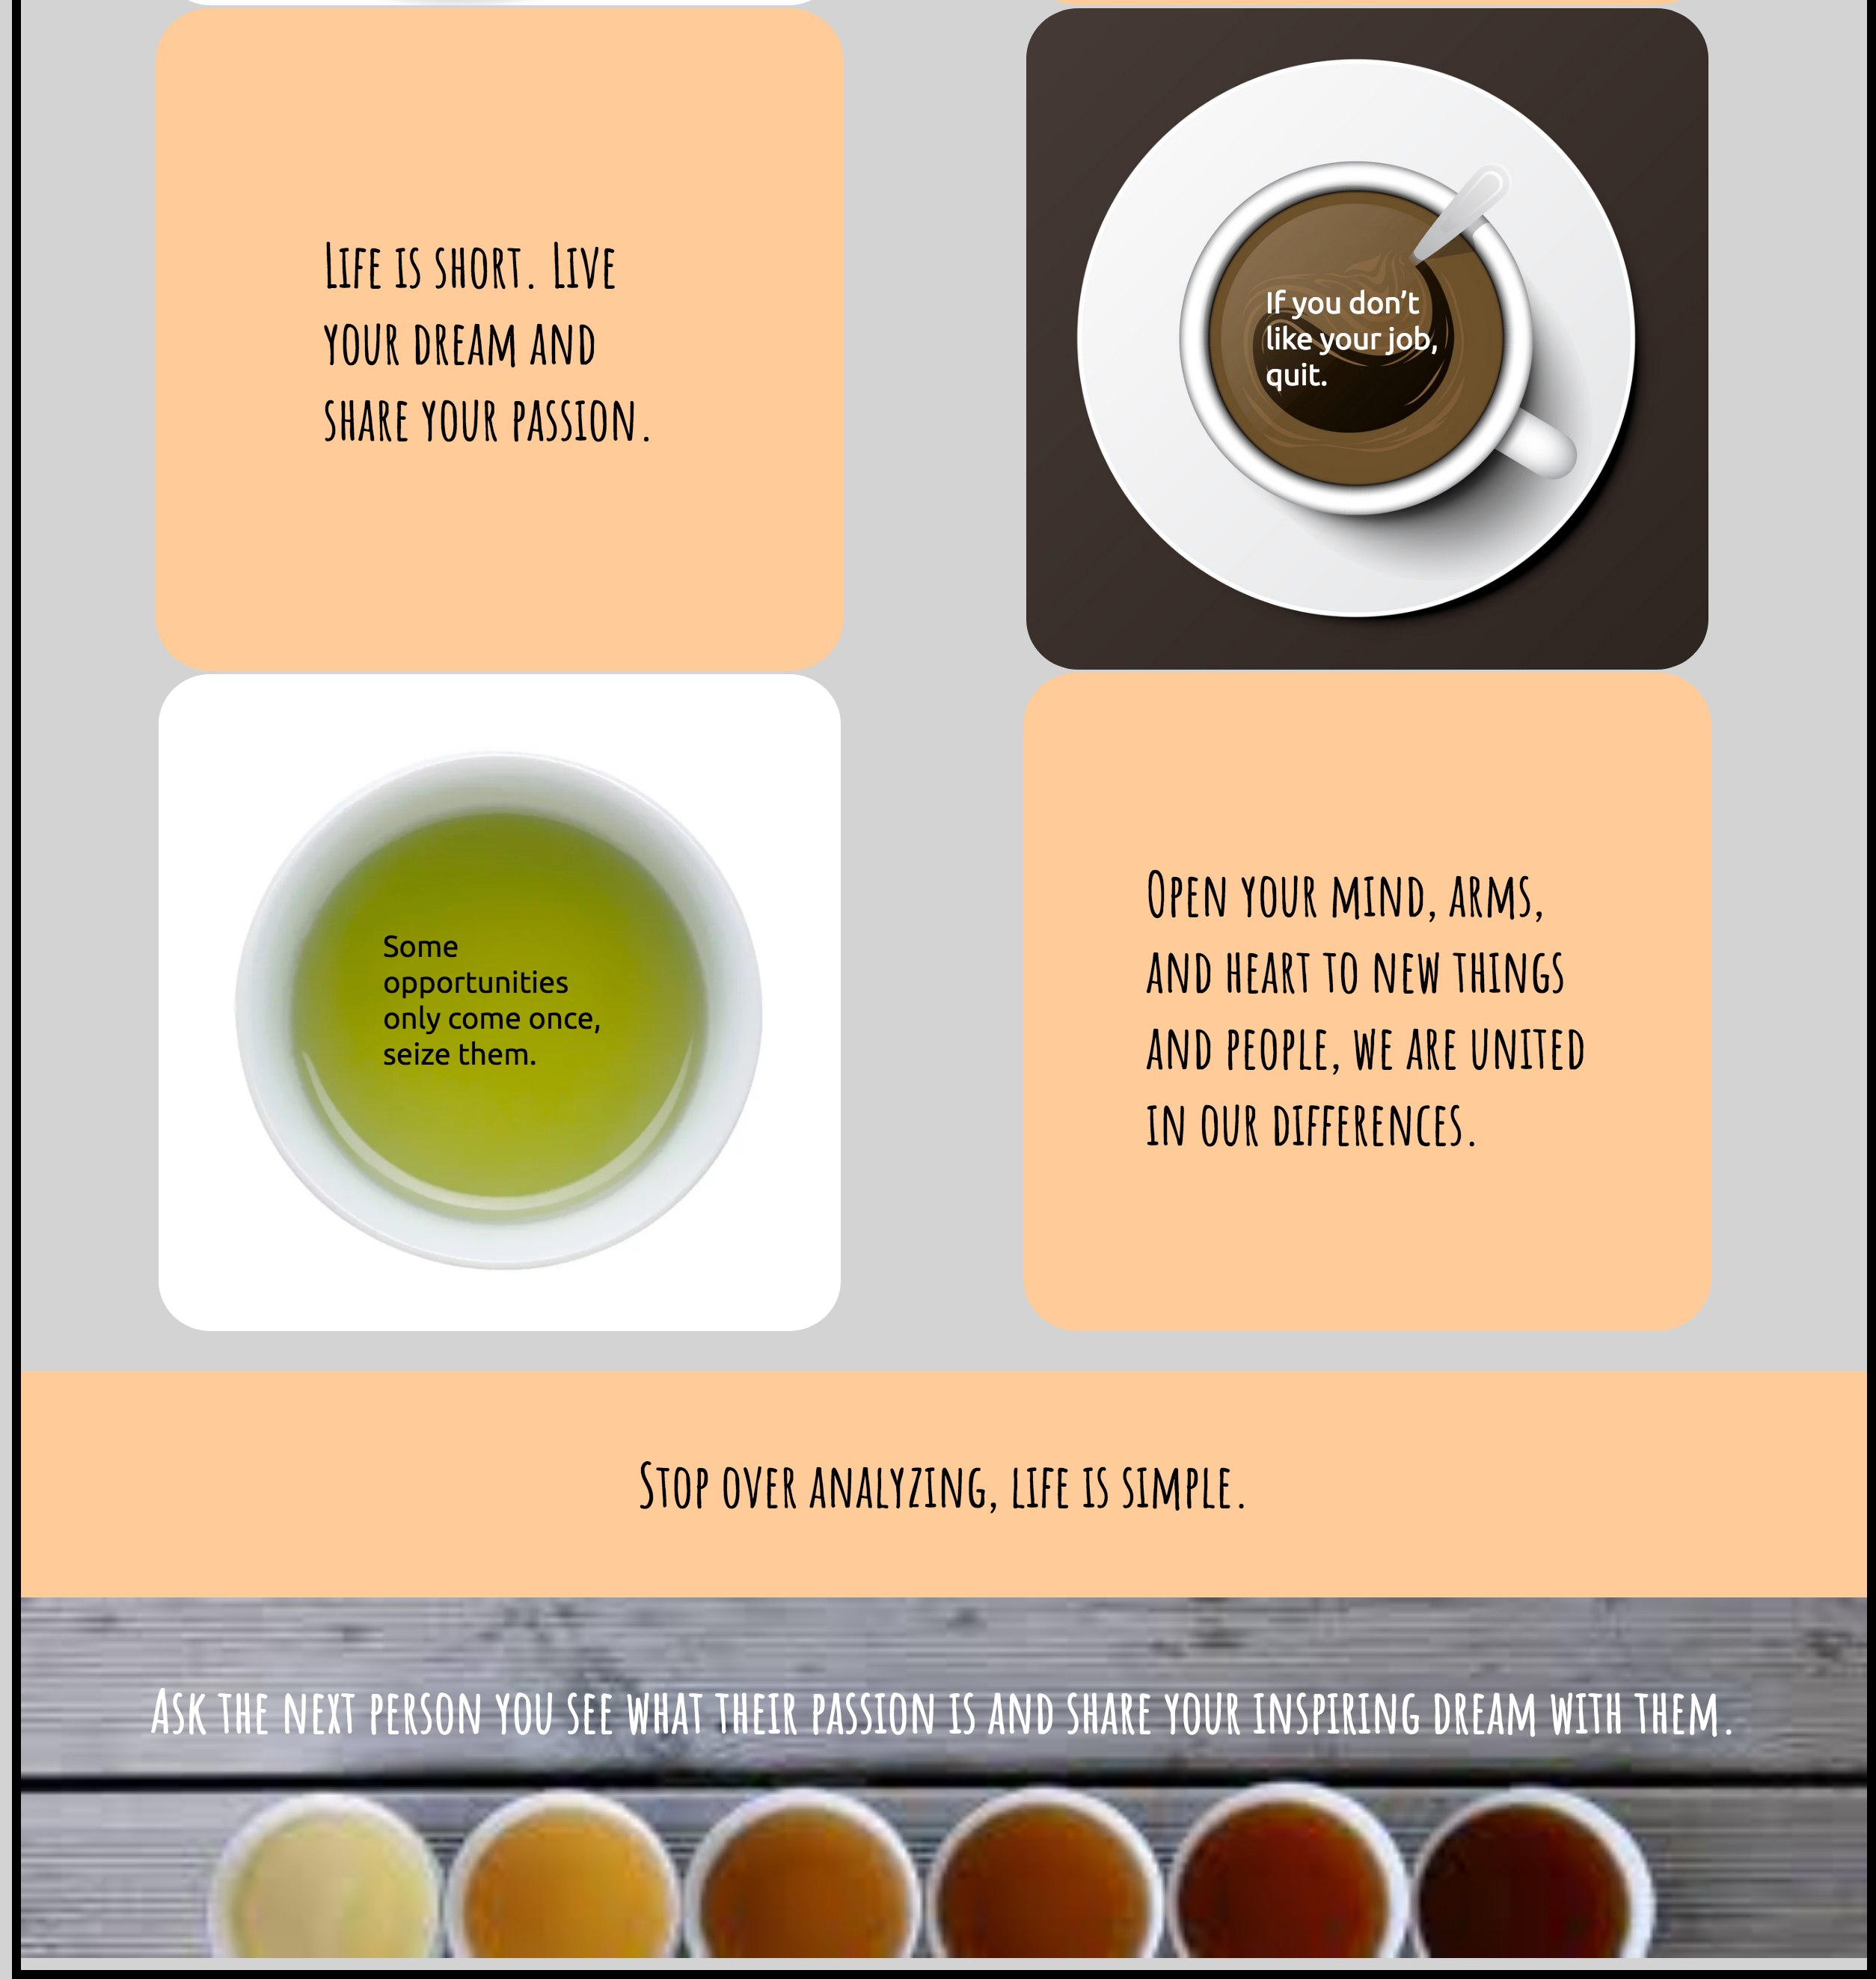 Life is short. Live
your dream and
share your passion.
If you don’t
like your job,
quit.
Some
opportunities
only come once,
seize them.
Open your mind, arms,
and heart to new things
and people, we are united
in our differences.
Stop over analyzing, life is simple.
Ask the next person you see what their passion is and share your inspiring dream with them.